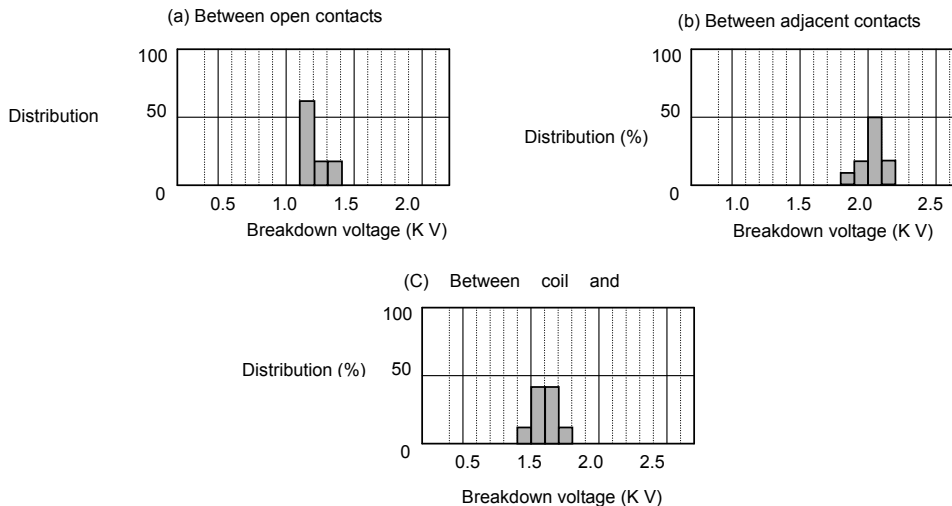 (a) Between open contacts
100
50
0
Distribution
0.5 1.0 1.5 2.0
Breakdown voltage (K V)
(b) Between adjacent contacts
100
50
0
Distribution (%)
1.0 1.5 2.0 2.5
Breakdown voltage (K V)
(C) Between coil and
100
50
0
Distribution (%)
0.5 1.5 2.0 2.5
Breakdown voltage (K V)